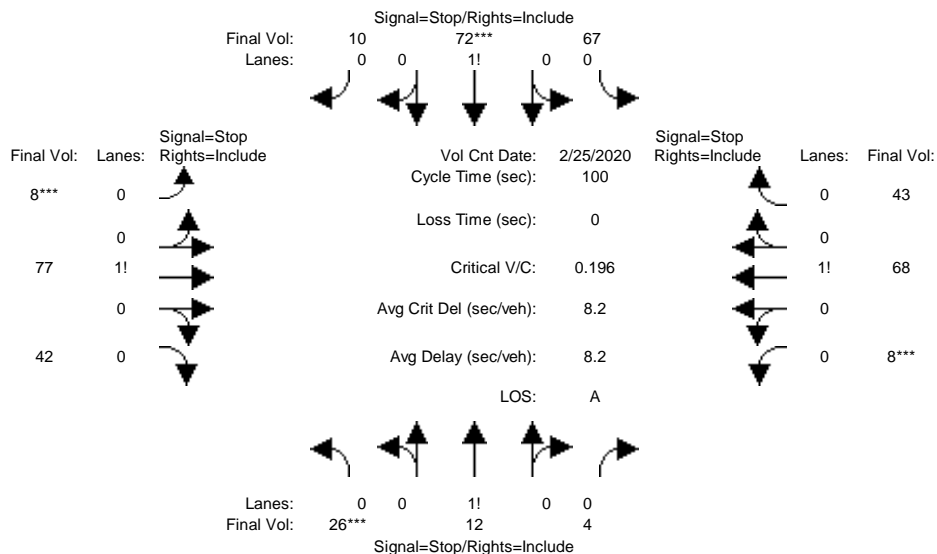 Signal=Stop/Rights=Include
Final Vol: 10 72*** 67
Lanes: 0 0 1! 0 0
Signal=Stop Signal=Stop
Final Vol: Lanes: Rights=Include Vol Cnt Date: 2/25/2020 Rights=Include Lanes: Final Vol:
Cycle Time (sec): 100
8*** 0 0 43
Loss Time (sec): 0
0 0
77 1! Critical V/C: 0.196 1! 68
0 Avg Crit Del (sec/veh): 8.2 0
42 0 Avg Delay (sec/veh): 8.2 0 8***
LOS: A
Lanes: 0 0 1! 0 0
Final Vol: 26*** 12 4
Signal=Stop/Rights=Include